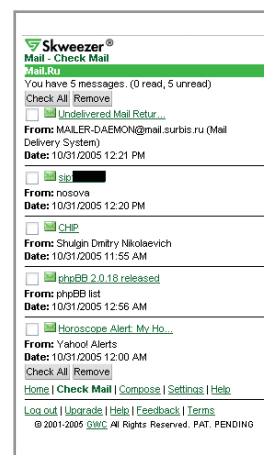 Skweezer®
Mail - Check Mail
Mail.Ru
You have 5 messages. (0 read, 5 unread)
Check All Remove
Undelivered Mail Retur...
From: MAILER-DAEMON@mail.surbis.ru (Mail
Delivery System)
Date: 10/31/2005 12:21 PM
sip
From: nosova
Date: 10/31/2005 12:20 PM
CHIP
From: Shulgin Dmitry Nikolaevich
Date: 10/31/2005 11:55 AM
phpBB 2.0.18 released
From: phpBB list
Date: 10/31/2005 12:56 AM
Horoscope Alert: My Ho...
From: Yahoo! Alerts
Date: 10/31/2005 12:00 AM
Check All Remove
Home | Check Mail | Compose | Settings | Help
Log out | Upgrade | Help | Feedback | Terms
© 2001-2005 GWC All Rights Reserved. PAT. PENDING